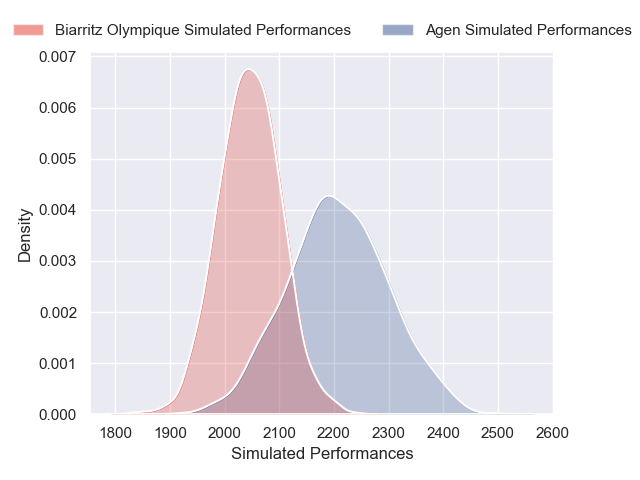 Biarritz Olympique Simulated Performances
Agen Simulated Performances
0.007
0.006
0.005
0.004
0.003
0.002
0.001
0.000
Density
1800 1900 2000 2100 2200 2300 2400 2500 2600
Simulated Performances